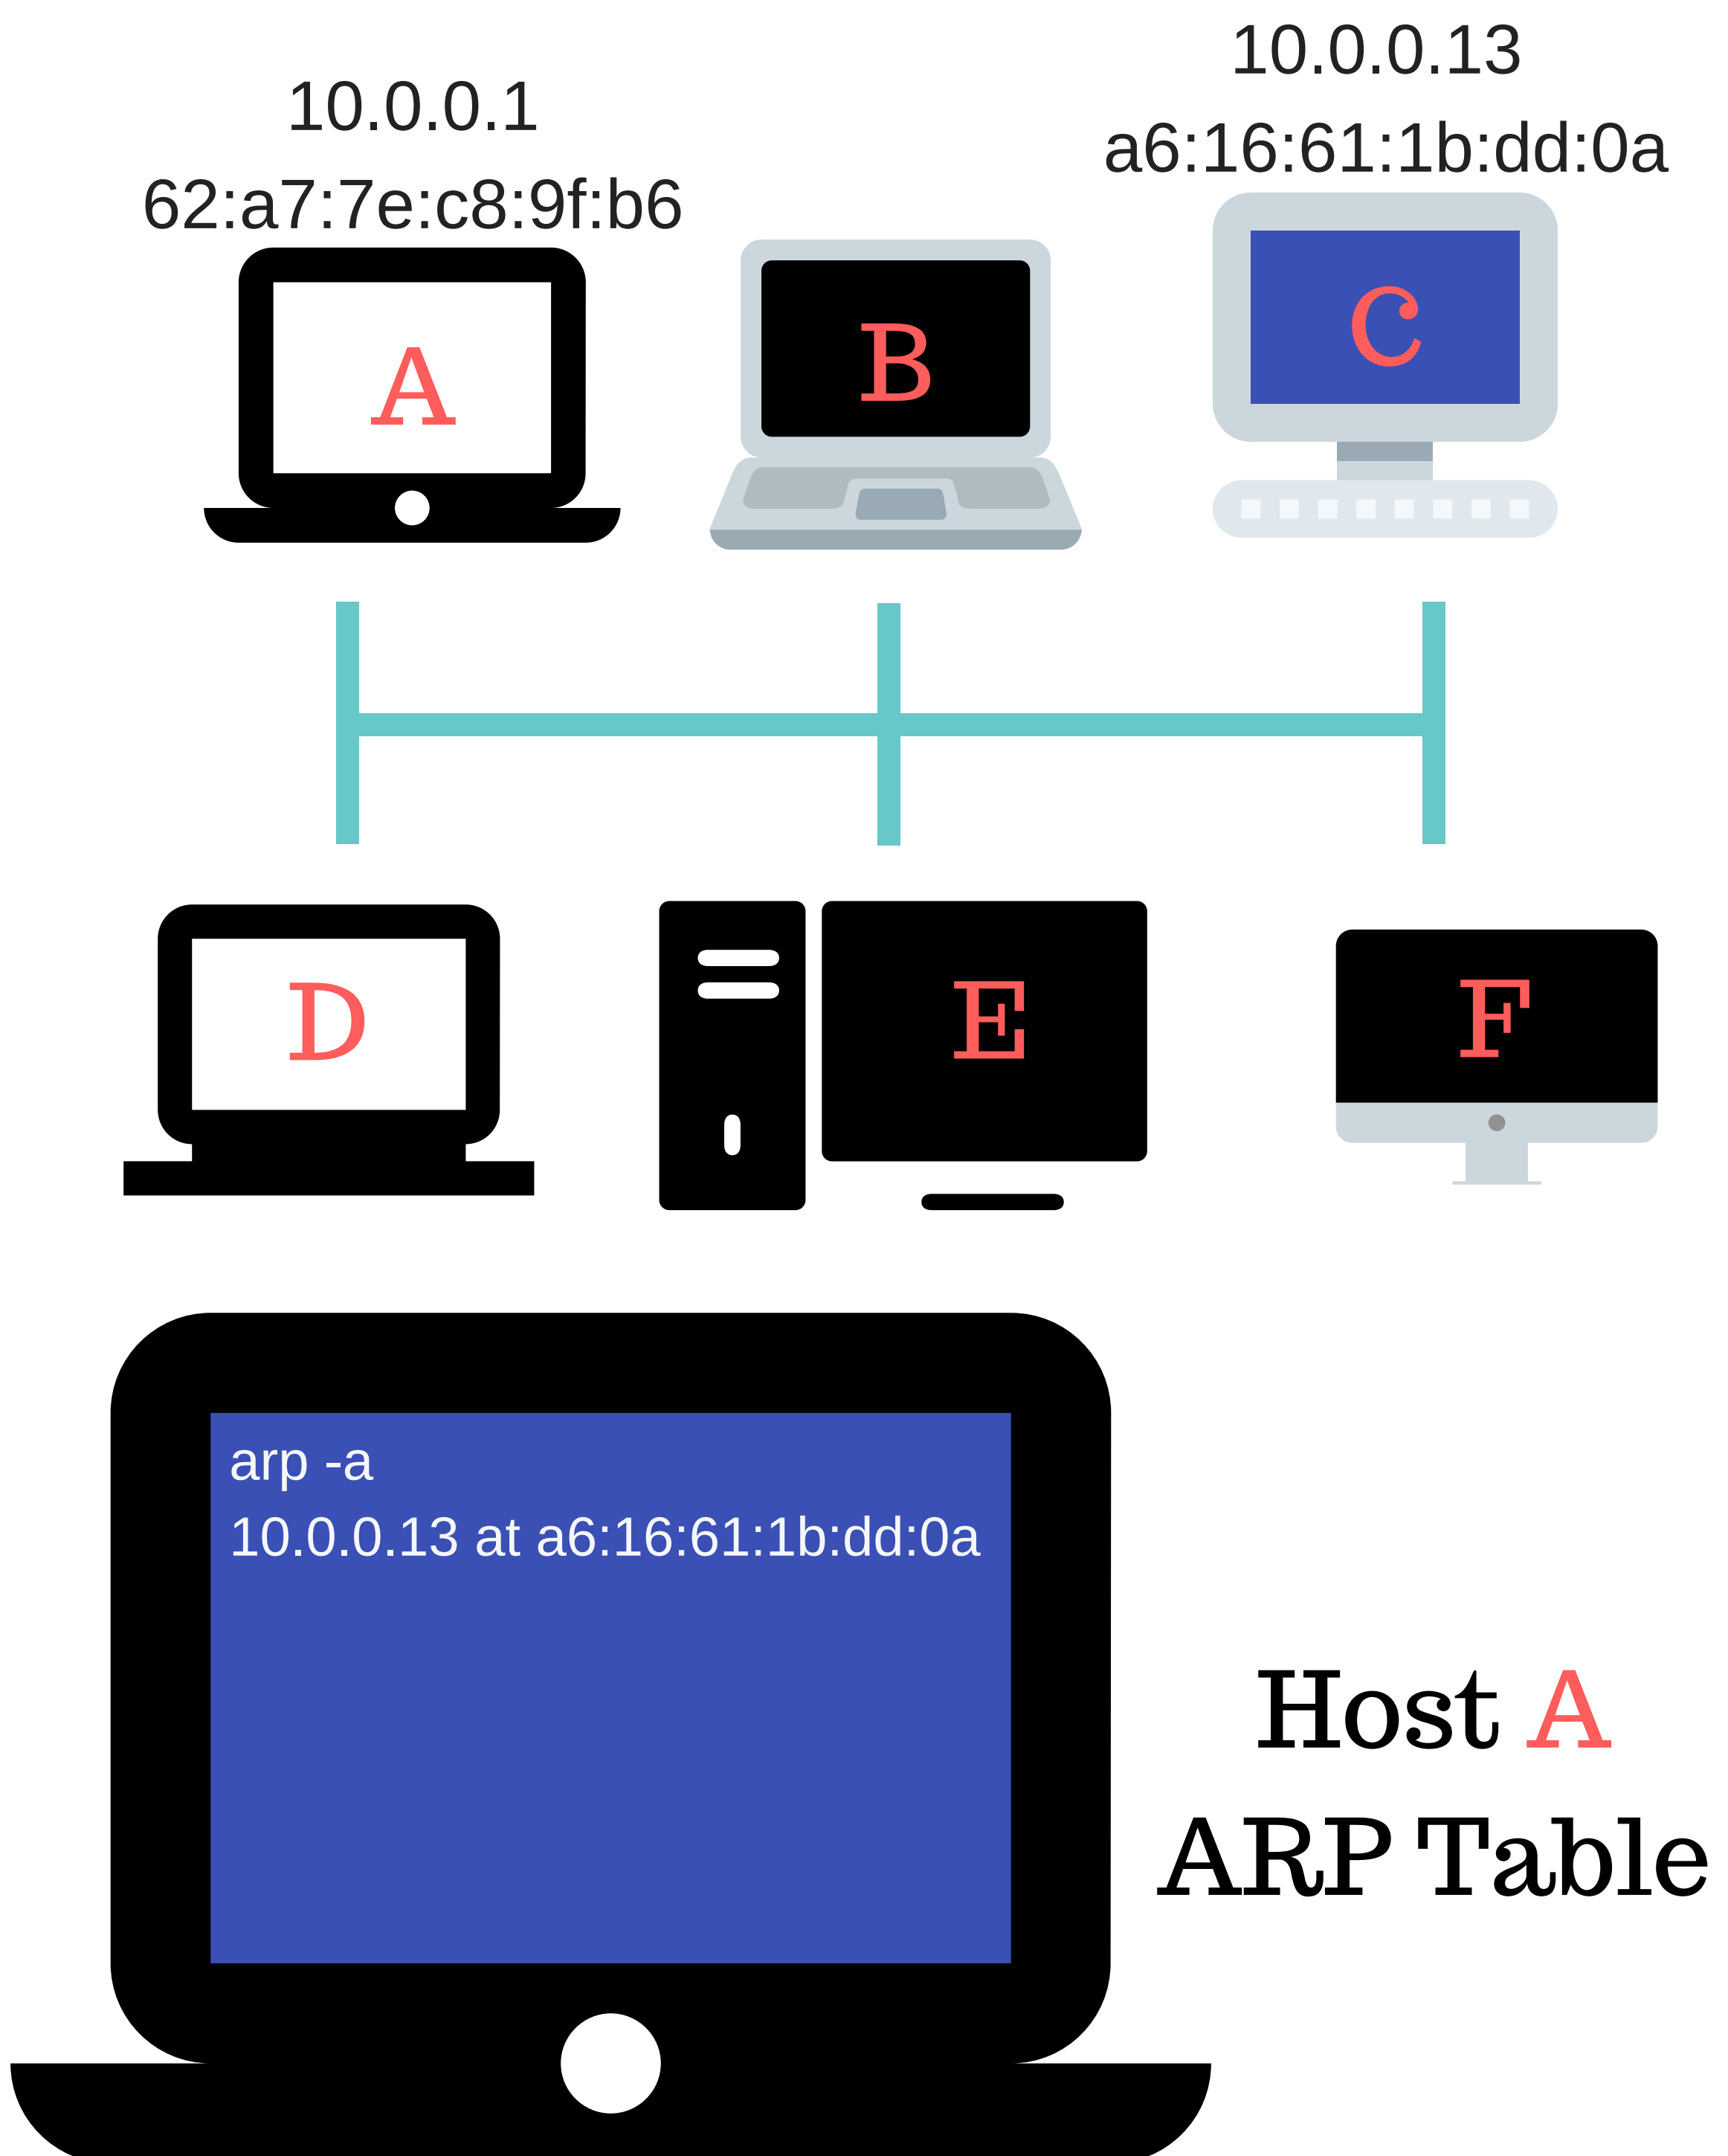 10.0.0.1
62:a7:7e:c8:9f:b6
10.0.0.13
a6:16:61:1b:dd:0a
A
B
C
D
E
F
arp -a
10.0.0.13 at a6:16:61:1b:dd:0a
Host A
ARP Table